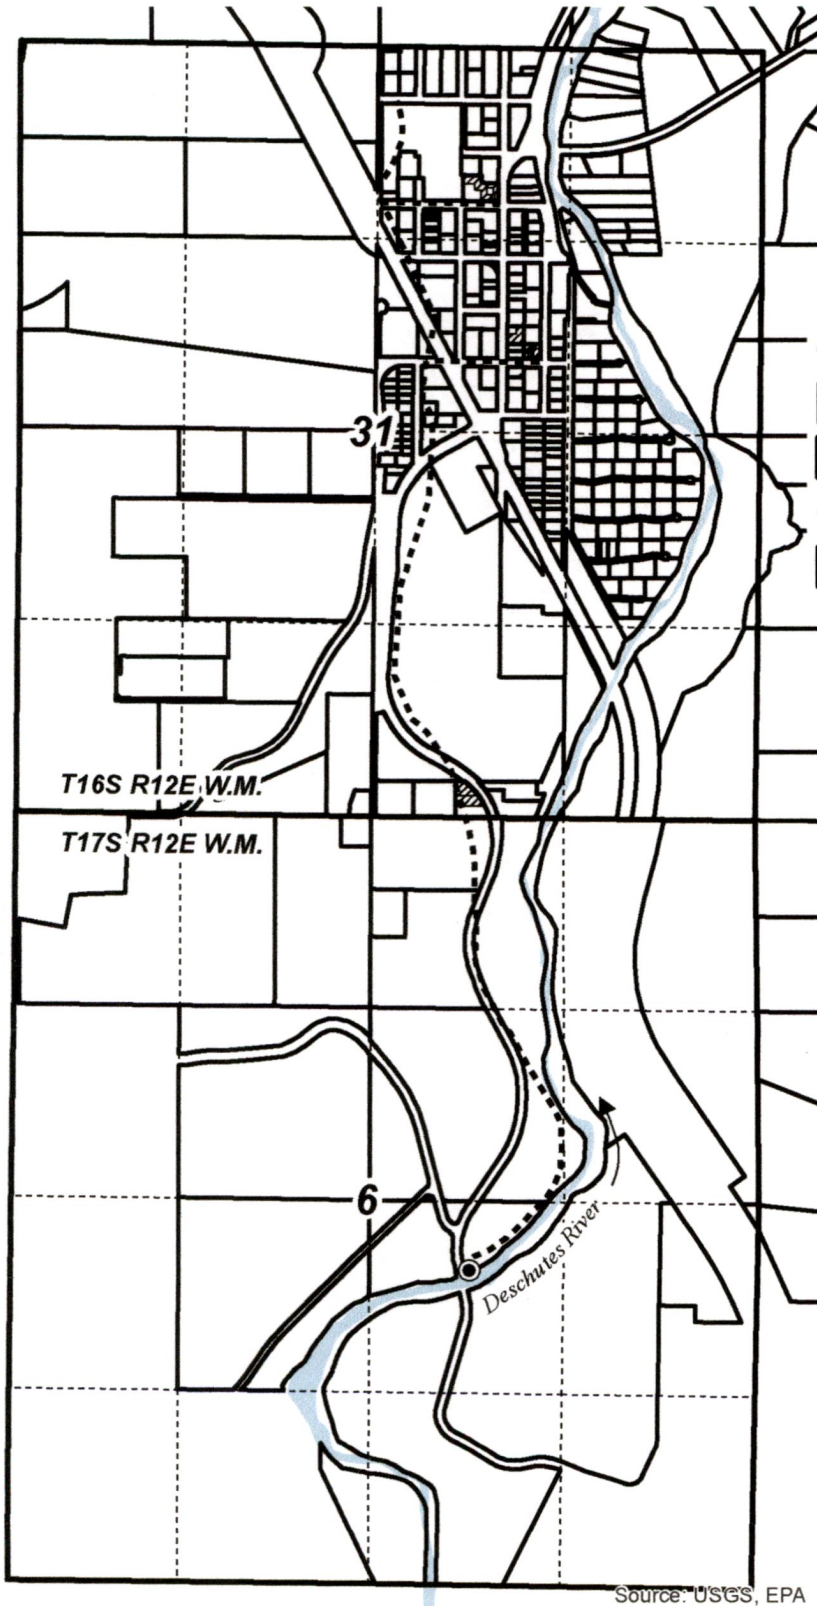 31
T16S R12E W.M.
T17S R12E W.M.
6
Deschutes River
Source: USGS, EPA